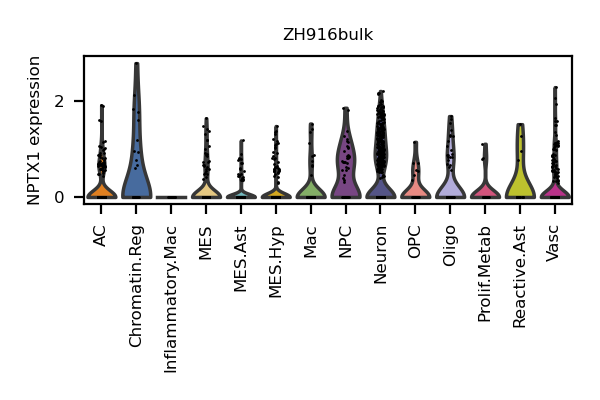 ZH916bulk
NPTX1 expression
2
0
AC
Chromatin.Reg
Inflammatory.Mac
MES
MES.Ast
MES.Hyp
Mac
NPC
Neuron
OPC
Oligo
Prolif.Metab
Reactive.Ast
Vasc